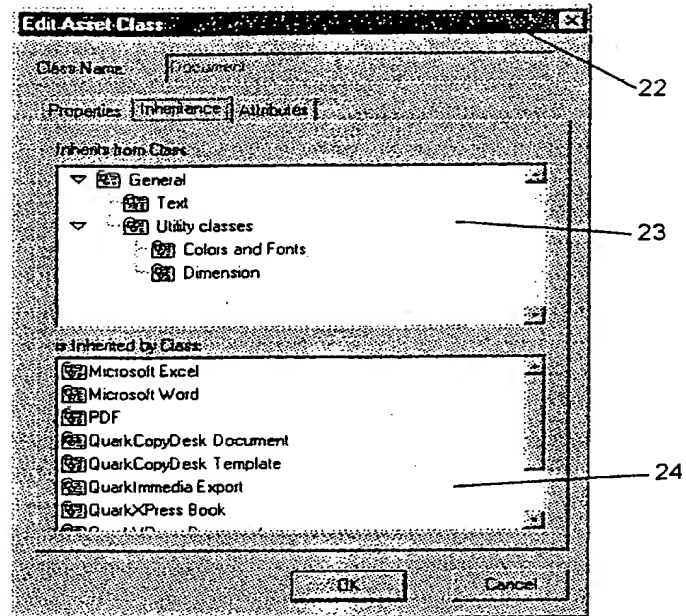 Edit Asset Class
22
Class Name: Document
Properties Inheritance Attributes
Inherits from Class:
General
Text
Utility classes
23
Colors and Fonts
Dimension
is Inherited by Class:
Microsoft Excel
Microsoft Word
PDF
QuarkCopyDesk Document
QuarkCopyDesk Template
24
QuarkImmedia Export
QuarkXPress Book
OK Cancel